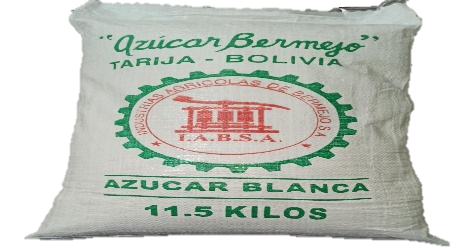 "Azúcar Bermejo"
TARIJA - BOLIVIA
INDUSTRIAS AGRICOLAS DE BERMEJO S.A.
I.A.B.S.A.
AZUCAR BLANCA
11.5 KILOS